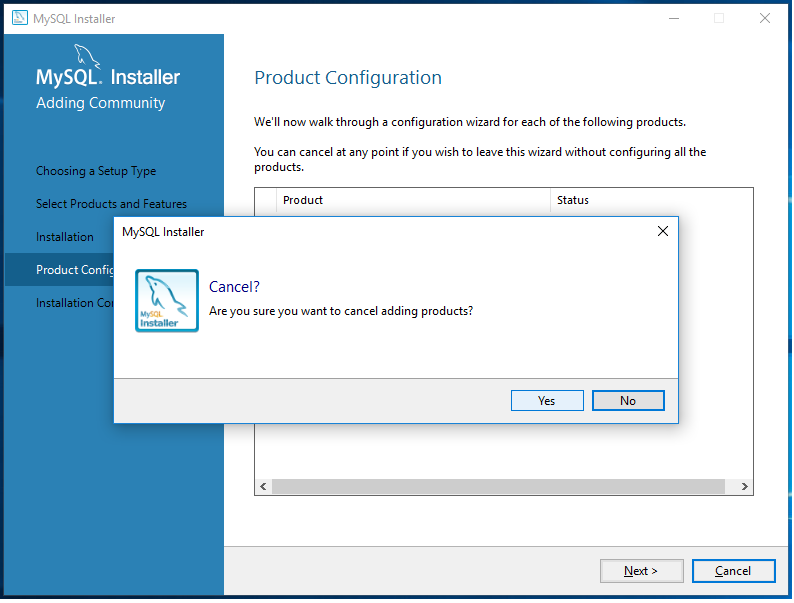 MySQL Installer
MySQL. Installer
Adding Community
Choosing a Setup Type
Select Products and Features
Installation
Product Config
Installation Co
Product Configuration
We'll now walk through a configuration wizard for each of the following products.
You can cancel at any point if you wish to leave this wizard without configuring all the
products.
Product Status
MySQL Installer
MySQL
Installer
Cancel?
Are you sure you want to cancel adding products?
Yes No
Next > Cancel